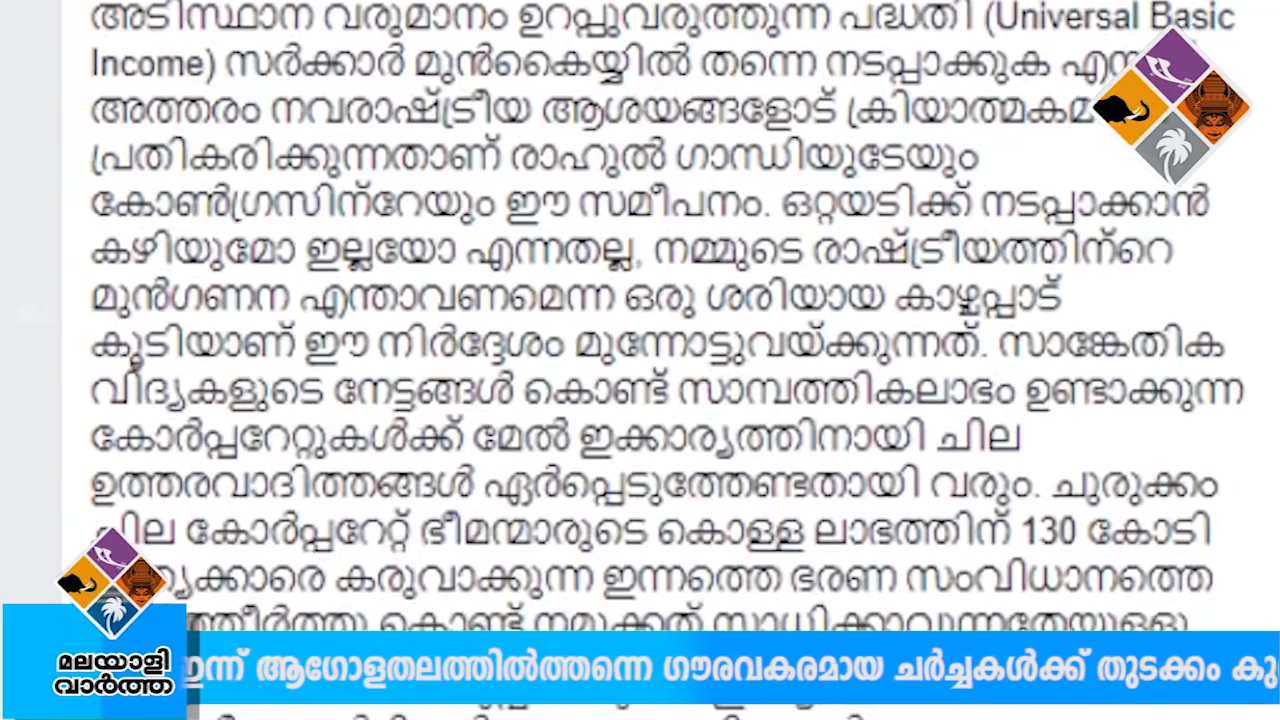 അടിസ്ഥാന വരുമാനം ഉറപ്പുവരുത്തുന്ന പദ്ധതി (Universal Basic
Income) സർക്കാർ മുൻകൈയ്യിൽ തന്നെ നടപ്പാക്കുക
അത്തരം നവരാഷ്ട്രീയ ആശയങ്ങളോട്
പ്രതികരിക്കുന്നതാണ് രാഹുൽ ഗാന്ധിയുടേയും
കോൺഗ്രസിന്റേയും ഈ സമീപനം. ഒറ്റയടിക്ക് നടപ്പാക്കാൻ
കഴിയുമോ ഇല്ലയോ എന്നതല്ല, നമ്മുടെ രാഷ്ട്രീയത്തിന്റെ
മുൻഗണന എന്താവണമെന്ന ഒരു ശരിയായ കാഴ്ചപ്പാട്
കൂടിയാണ് ഈ നിർദ്ദേശം മുന്നോട്ടുവയ്ക്കുന്നത്. സാങ്കേതിക
വിദ്യകളുടെ നേട്ടങ്ങൾ കൊണ്ട് സാമ്പത്തികലാഭം ഉണ്ടാക്കുന്ന
കോർപ്പറേറ്റുകൾക്ക് മേൽ ഇക്കാര്യത്തിനായി ചില
ഉത്തരവാദിത്തങ്ങൾ ഏർപ്പെടുത്തേണ്ടതായി വരും. ചുരുക്കം
ചില കോർപ്പറേറ്റ് ഭീമന്മാരുടെ കൊള്ള ലാഭത്തിന് 130 കോടി
കരുവാക്കുന്ന ഇന്നത്തെ ഭരണ സംവിധാനത്തെ
കൊണ്ട് നമുക്കത് സാധിക്കാവുന്നതേയുള്ളു
മലയാളി
വാർത്ത
ഇന്ന് ആഗോളതലത്തിൽത്തന്നെ ഗൗരവകരമായ ചർച്ചകൾക്ക് തുടക്കം